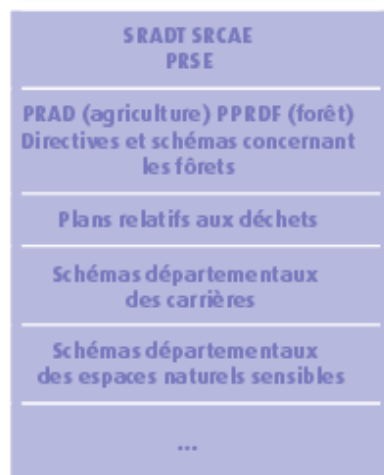 SRADT SRCAE
PRSE
PRAD (agriculture) PPRDF (forêt)
Directives et schémas concernant
les fôrets
Plans relatifs aux déchets
Schémas départementaux
des carrières
Schémas départementaux
des espaces naturels sensibles
...